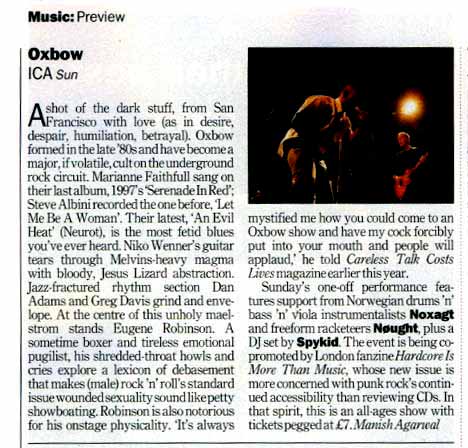 Music: Preview
Oxbow
ICA Sun
A shot of the dark stuff, from San
Francisco with love (as in desire,
despair, humiliation, betrayal). Oxbow
formed in the late '80s and have become a
major, if volatile, cult on the underground
rock circuit. Marianne Faithfull sang on
their last album, 1997's 'Serenade In Red';
Steve Albini recorded the one before, 'Let
Me Be A Woman'. Their latest, 'An Evil
Heat' (Neurot), is the most fetid blues
you've ever heard. Niko Wenner's guitar
tears through Melvins-heavy magma
with bloody, Jesus Lizard abstraction.
Jazz-fractured rhythm section Dan
Adams and Greg Davis grind and enve-
lope. At the centre of this unholy mael-
strom stands Eugene Robinson. A
sometime boxer and tireless emotional
pugilist, his shredded-throat howls and
cries explore a lexicon of debasement
that makes (male) rock 'n' roll's standard
issue wounded sexuality sound like petty
showboating. Robinson is also notorious
for his onstage physicality. 'It's always
mystified me how you could come to an
Oxbow show and have my cock forcibly
put into your mouth and people will
applaud,' he told Careless Talk Costs
Lives magazine earlier this year.
Sunday's one-off performance fea-
tures support from Norwegian drums 'n'
bass 'n' viola instrumentalists Noxagt
and freeform racketeers Nøught, plus a
DJ set by Spykid. The event is being co-
promoted by London fanzine Hardcore Is
More Than Music, whose new issue is
more concerned with punk rock's contin-
ued accessibility than reviewing CDs. In
that spirit, this is an all-ages show with
tickets pegged at £7. Manish Agarwal